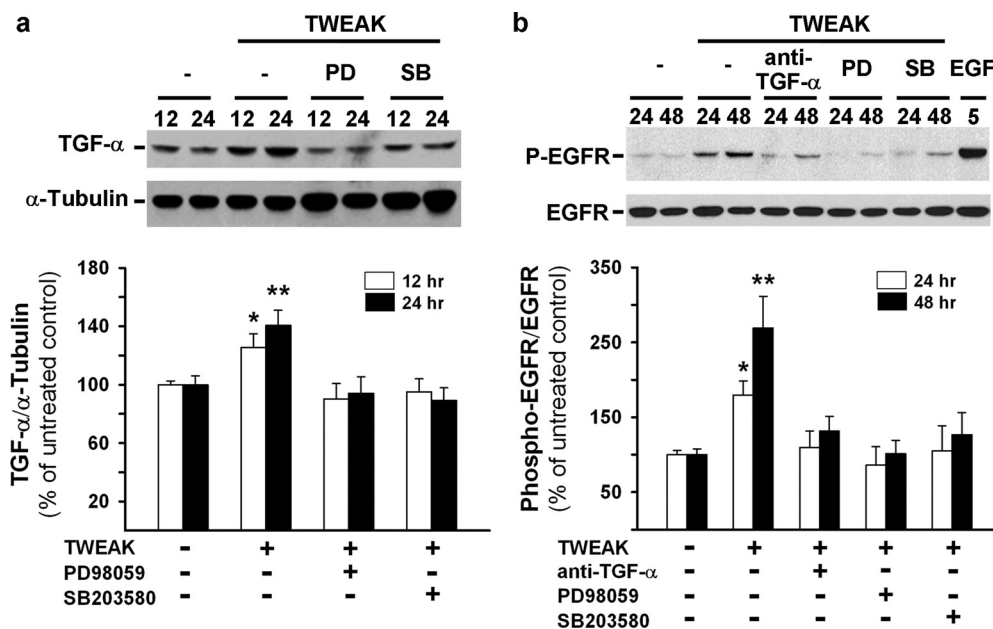 a
TWEAK
- - PD SB
12 24 12 24 12 24 12 24
TGF-α
α-Tubulin
TGF-α/α-Tubulin
(% of untreated control)
180
140
100
60
20
12 hr
24 hr
* **
TWEAK - + + +
PD98059 - - + -
SB203580 - - - +
b
TWEAK
anti-
- - TGF-α PD SB EGF
24 48 24 48 24 48 24 48 24 48 5
P-EGFR
EGFR
Phospho-EGFR/EGFR
(% of untreated control)
350
250
150
50
24 hr
48 hr
* **
TWEAK - + + + +
anti-TGF-α - - + - -
PD98059 - - - + -
SB203580 - - - - +